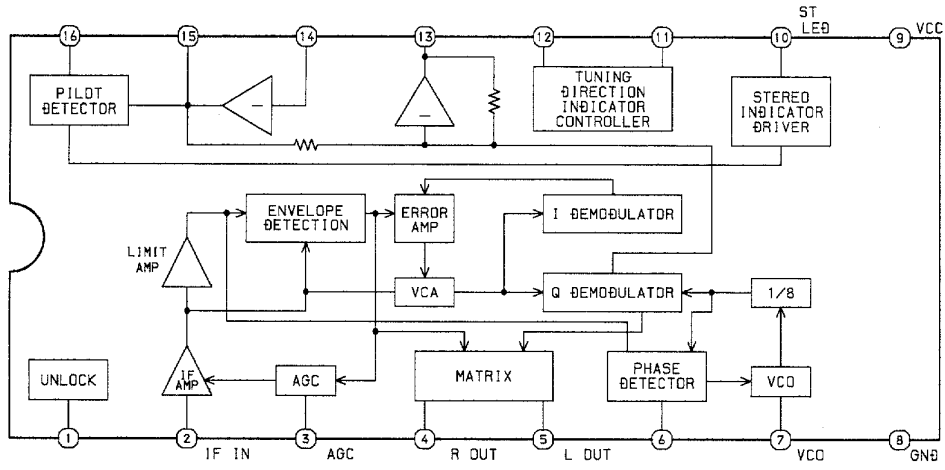 ST
LED
VCC
16 15 14 13 12 11 10 9
PILOT
DETECTOR
TUNING
DIRECTION
INDICATOR
CONTROLLER
STEREO
INDICATOR
DRIVER
ENVELOPE
DETECTION
ERROR
AMP
I DEMODULATOR
LIMIT
AMP
VCA
Q DEMODULATOR
1/8
UNLOCK
IF
AMP
AGC
MATRIX
PHASE
DETECTOR
VCO
1 2 3 4 5 6 7 8
IF IN AGC R OUT L OUT VCO GND